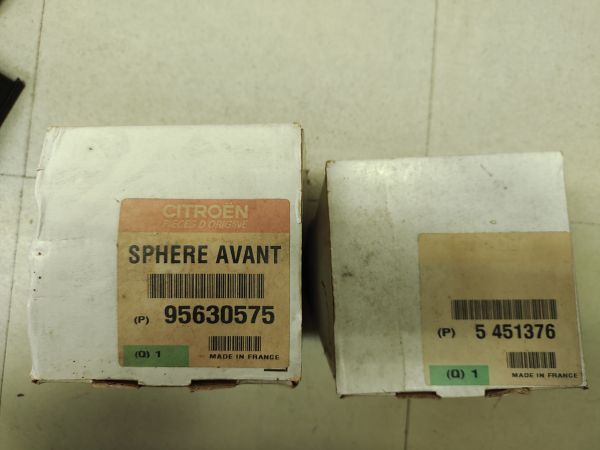 CITROËN
PIECES D'ORIGINE
SPHERE AVANT
(P) 95630575
(Q) 1
MADE IN FRANCE
(P) 5 451376
(Q) 1
MADE IN FRANCE